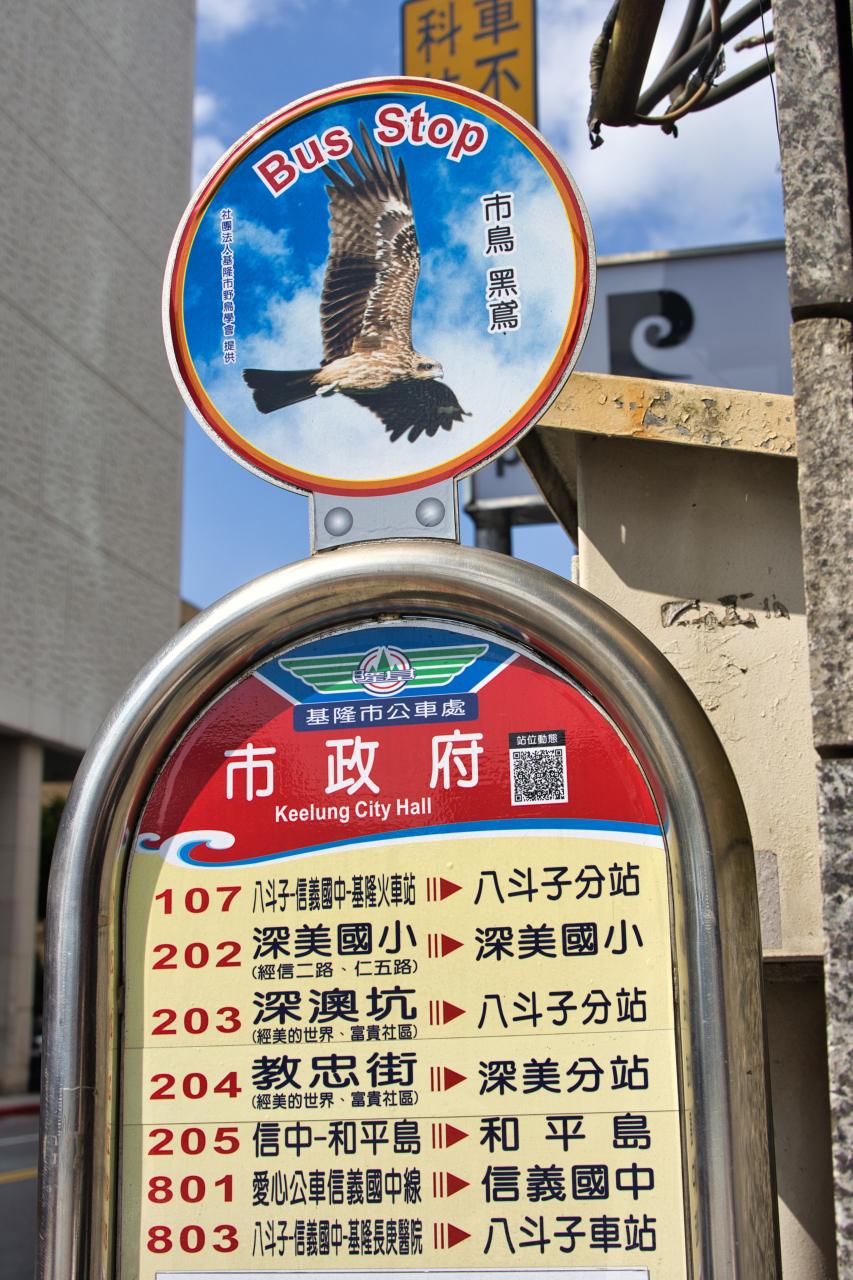 車不
科
Bus Stop
市鳥 黑鳶
社團法人基隆市野鳥學會 提供
基隆市公車處
市政府
站位動態
Keelung City Hall
107 八斗子-信義國中-基隆火車站 八斗子分站
202 深美國小 深美國小
(經信二路、仁五路)
203 深澳坑 八斗子分站
(經美的世界、富貴社區)
204 教忠街 深美分站
(經美的世界、富貴社區)
205 信中-和平島 和平島
801 愛心公車信義國中線 信義國中
803 八斗子-信義國中-基隆長庚醫院 八斗子車站